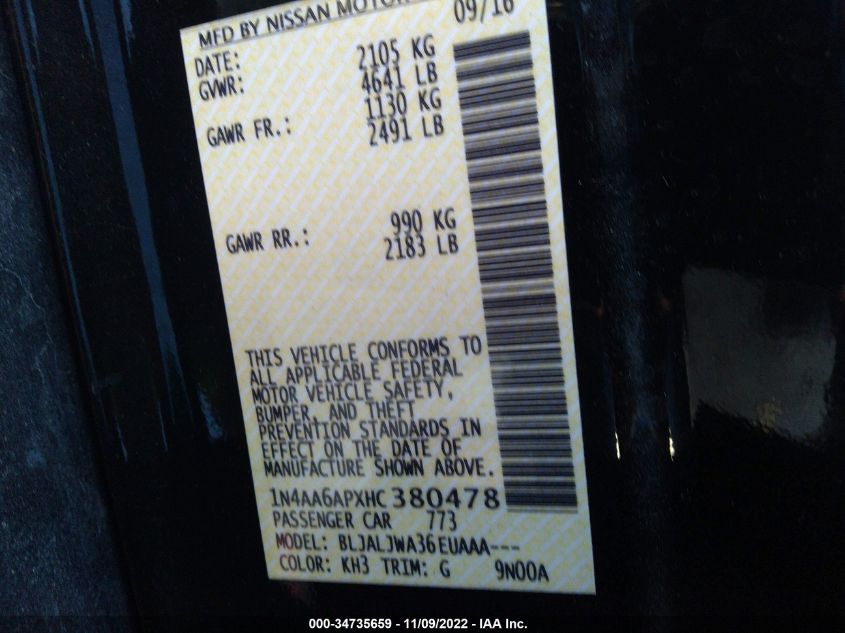 MFD BY NISSAN MOTOR
DATE: 09/16
GVWR: 2105 KG
4641 LB
GAWR FR.: 1130 KG
2491 LB
GAWR RR.: 990 KG
2183 LB
THIS VEHICLE CONFORMS TO
ALL APPLICABLE FEDERAL
MOTOR VEHICLE SAFETY,
BUMPER, AND THEFT
PREVENTION STANDARDS IN
EFFECT ON THE DATE OF
MANUFACTURE SHOWN ABOVE.
1N4AA6APXHC380478
PASSENGER CAR 773
MODEL: BLJALJWA36EUAAA---
COLOR: KH3 TRIM: G 9N00A
000-34735659 - 11/09/2022 - IAA Inc.